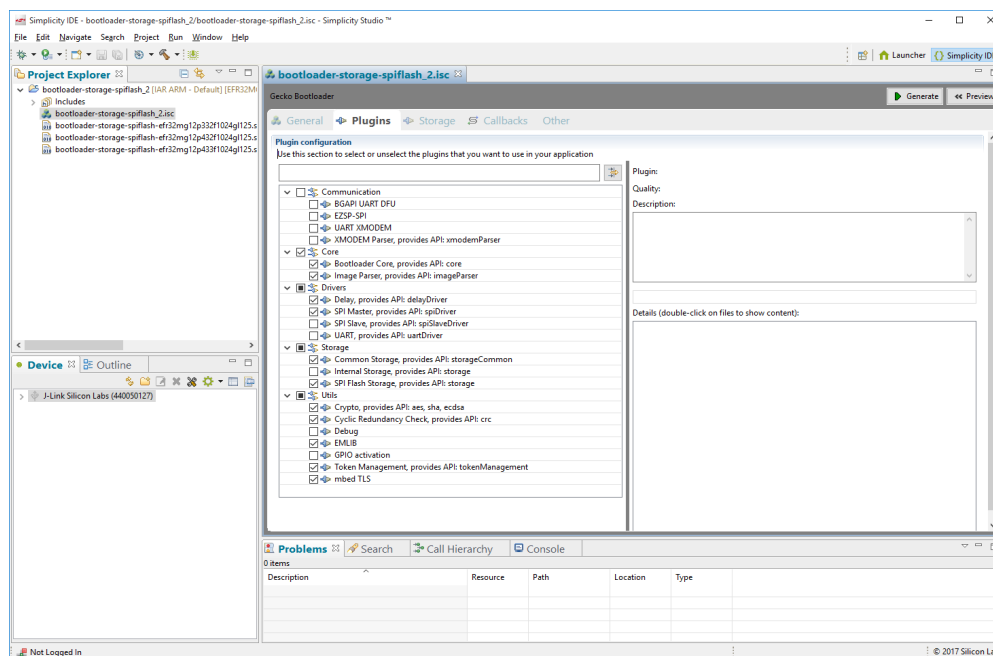 Simplicity IDE - bootloader-storage-spiflash_2/bootloader-storage-spiflash_2.isc - Simplicity Studio ™
File Edit Navigate Search Project Run Window Help
Launcher Simplicity IDE
Project Explorer
bootloader-storage-spiflash_2 [IAR ARM - Default] [EFR32M
Includes
bootloader-storage-spiflash_2.isc
bootloader-storage-spiflash-efr32mg12p332f1024gl125.s
bootloader-storage-spiflash-efr32mg12p432f1024gl125.s
bootloader-storage-spiflash-efr32mg12p433f1024gl125.s
Device Outline
J-Link Silicon Labs (440050127)
bootloader-storage-spiflash_2.isc
Gecko Bootloader
Generate Preview
General Plugins Storage Callbacks Other
Plugin configuration
Use this section to select or unselect the plugins that you want to use in your application
Communication
BGAPI UART DFU
EZSP-SPI
UART XMODEM
XMODEM Parser, provides API: xmodemParser
Core
Bootloader Core, provides API: core
Image Parser, provides API: imageParser
Drivers
Delay, provides API: delayDriver
SPI Master, provides API: spiDriver
SPI Slave, provides API: spiSlaveDriver
UART, provides API: uartDriver
Storage
Common Storage, provides API: storageCommon
Internal Storage, provides API: storage
SPI Flash Storage, provides API: storage
Utils
Crypto, provides API: aes, sha, ecdsa
Cyclic Redundancy Check, provides API: crc
Debug
EMLIB
GPIO activation
Token Management, provides API: tokenManagement
mbed TLS
Plugin:
Quality:
Description:
Details (double-click on files to show content):
Problems Search Call Hierarchy Console
0 items
Description Resource Path Location Type
Not Logged In
© 2017 Silicon La